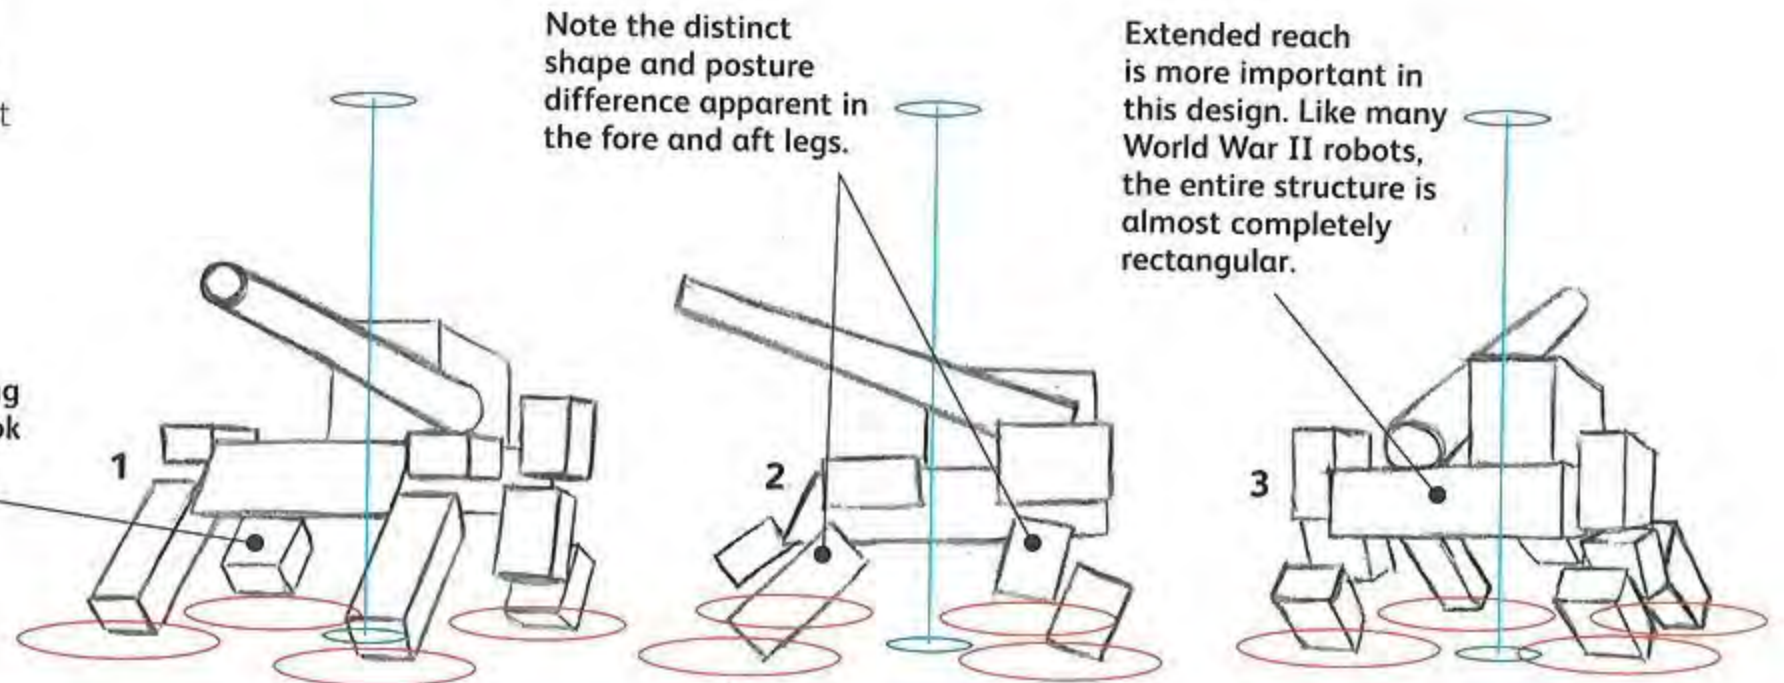 Note the distinct
shape and posture
difference apparent in
the fore and aft legs.
Extended reach
is more important in
this design. Like many
World War II robots,
the entire structure is
almost completely
rectangular.
1
2
3